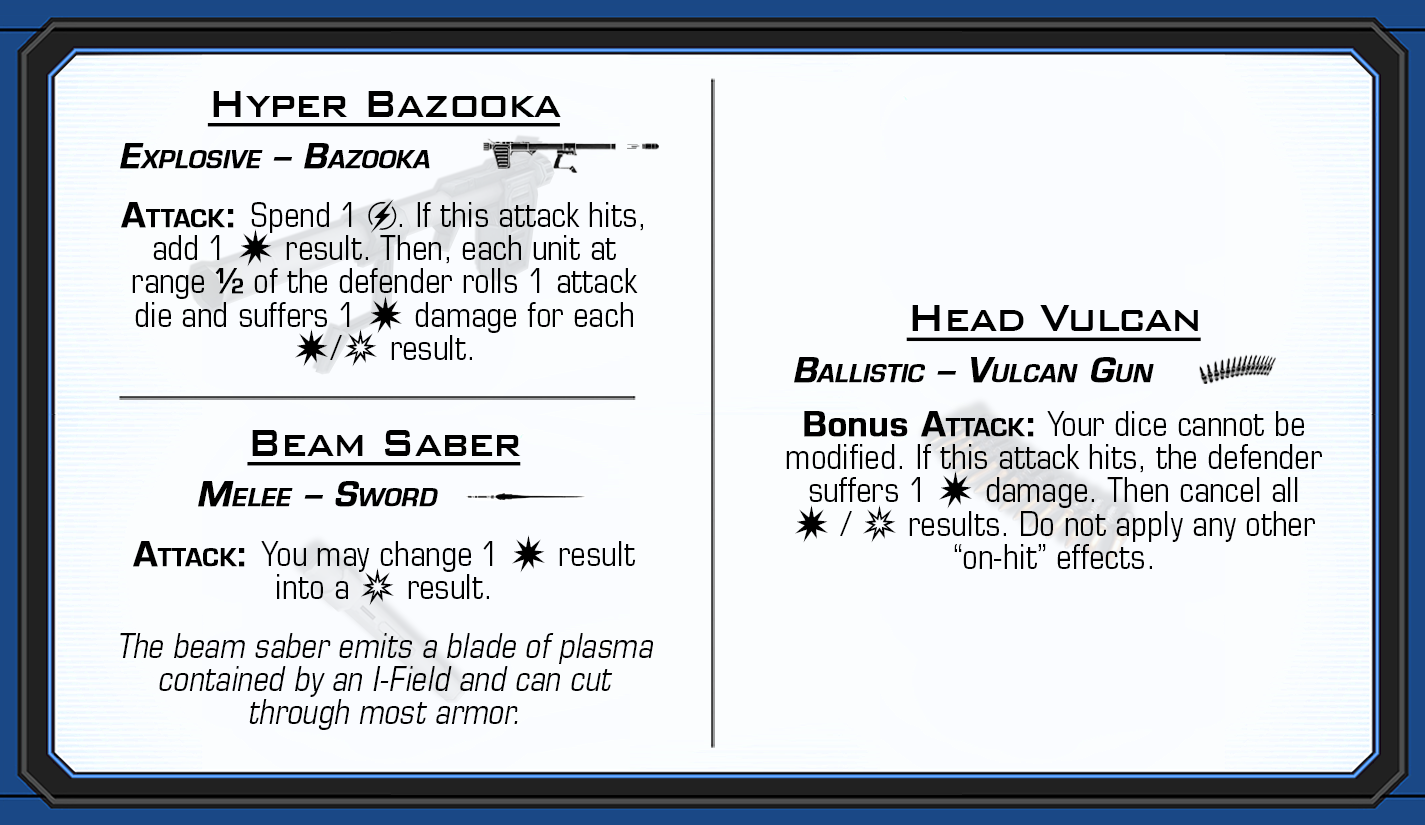 HYPER BAZOOKA
EXPLOSIVE – BAZOOKA
ATTACK: Spend 1 . If this attack hits,
add 1 result. Then, each unit at
range ½ of the defender rolls 1 attack
die and suffers 1 damage for each
/ result.
BEAM SABER
MELEE – SWORD
ATTACK: You may change 1 result
into a result.
The beam saber emits a blade of plasma
contained by an I-Field and can cut
through most armor.
HEAD VULCAN
BALLISTIC – VULCAN GUN
Bonus ATTACK: Your dice cannot be
modified. If this attack hits, the defender
suffers 1 damage. Then cancel all
/ results. Do not apply any other
“on-hit” effects.